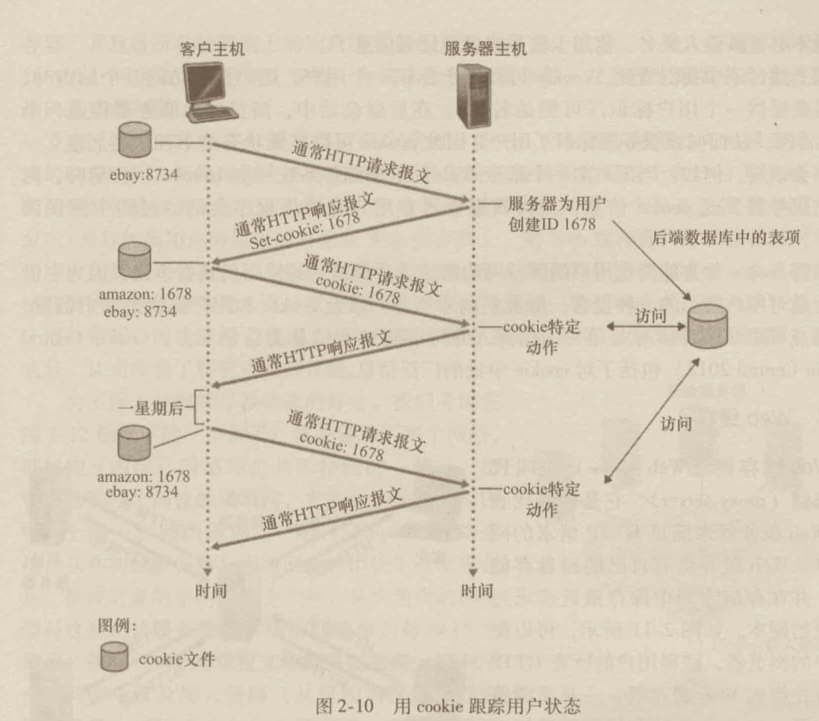 客户主机
服务器主机
ebay:8734
通常HTTP请求报文
服务器为用户
创建ID 1678
后端数据库中的表项
通常HTTP响应报文
Set-cookie: 1678
amazon: 1678
ebay: 8734
通常HTTP请求报文
cookie: 1678
cookie特定
动作
访问
通常HTTP响应报文
一星期后
访问
通常HTTP请求报文
cookie: 1678
amazon: 1678
ebay: 8734
cookie特定
动作
通常HTTP响应报文
时间
时间
图例：
cookie文件
图 2-10 用 cookie 跟踪用户状态